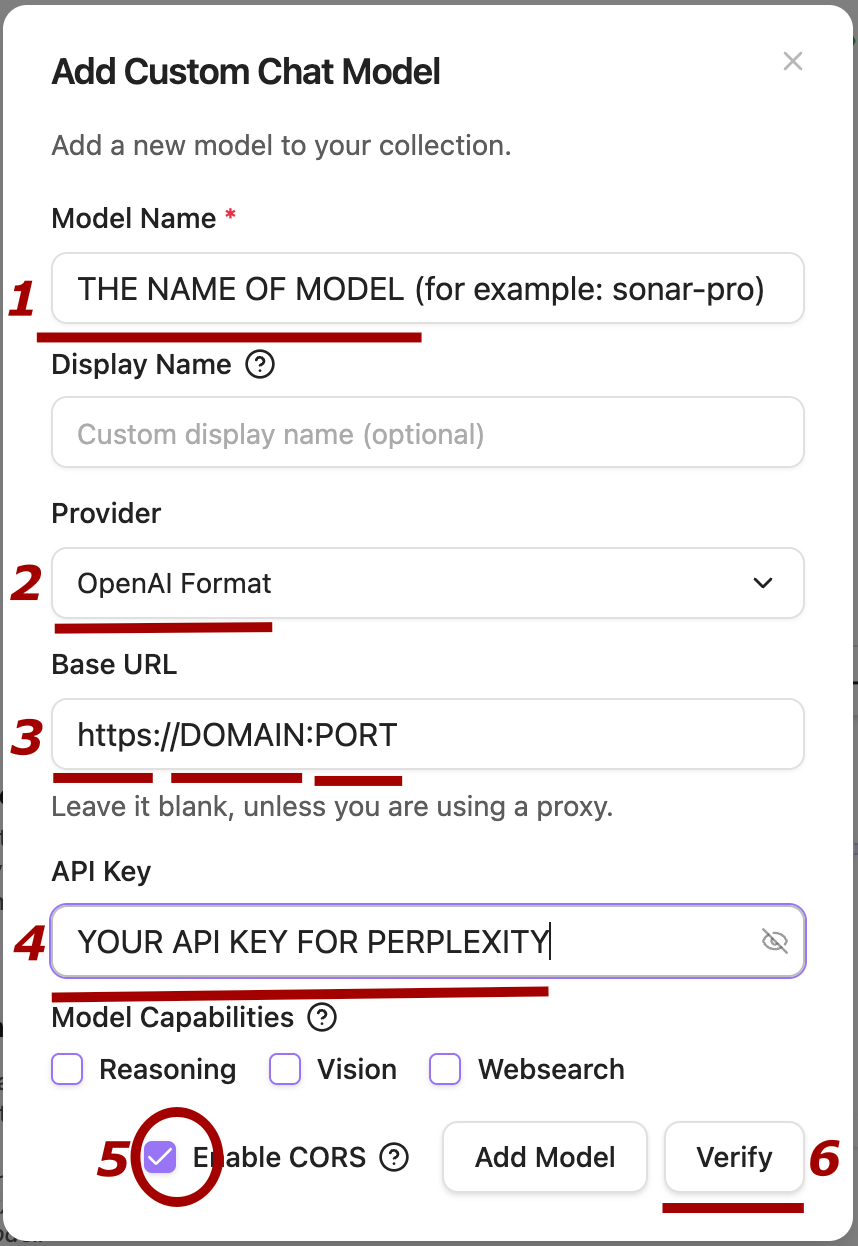 Add Custom Chat Model
Add a new model to your collection.
Model Name *
1 THE NAME OF MODEL (for example: sonar-pro)
Display Name ?
Custom display name (optional)
Provider
2 OpenAI Format
Base URL
3 https://DOMAIN:PORT
Leave it blank, unless you are using a proxy.
API Key
4 YOUR API KEY FOR PERPLEXITY
Model Capabilities ?
Reasoning Vision Websearch
5 Enable CORS ? Add Model Verify 6